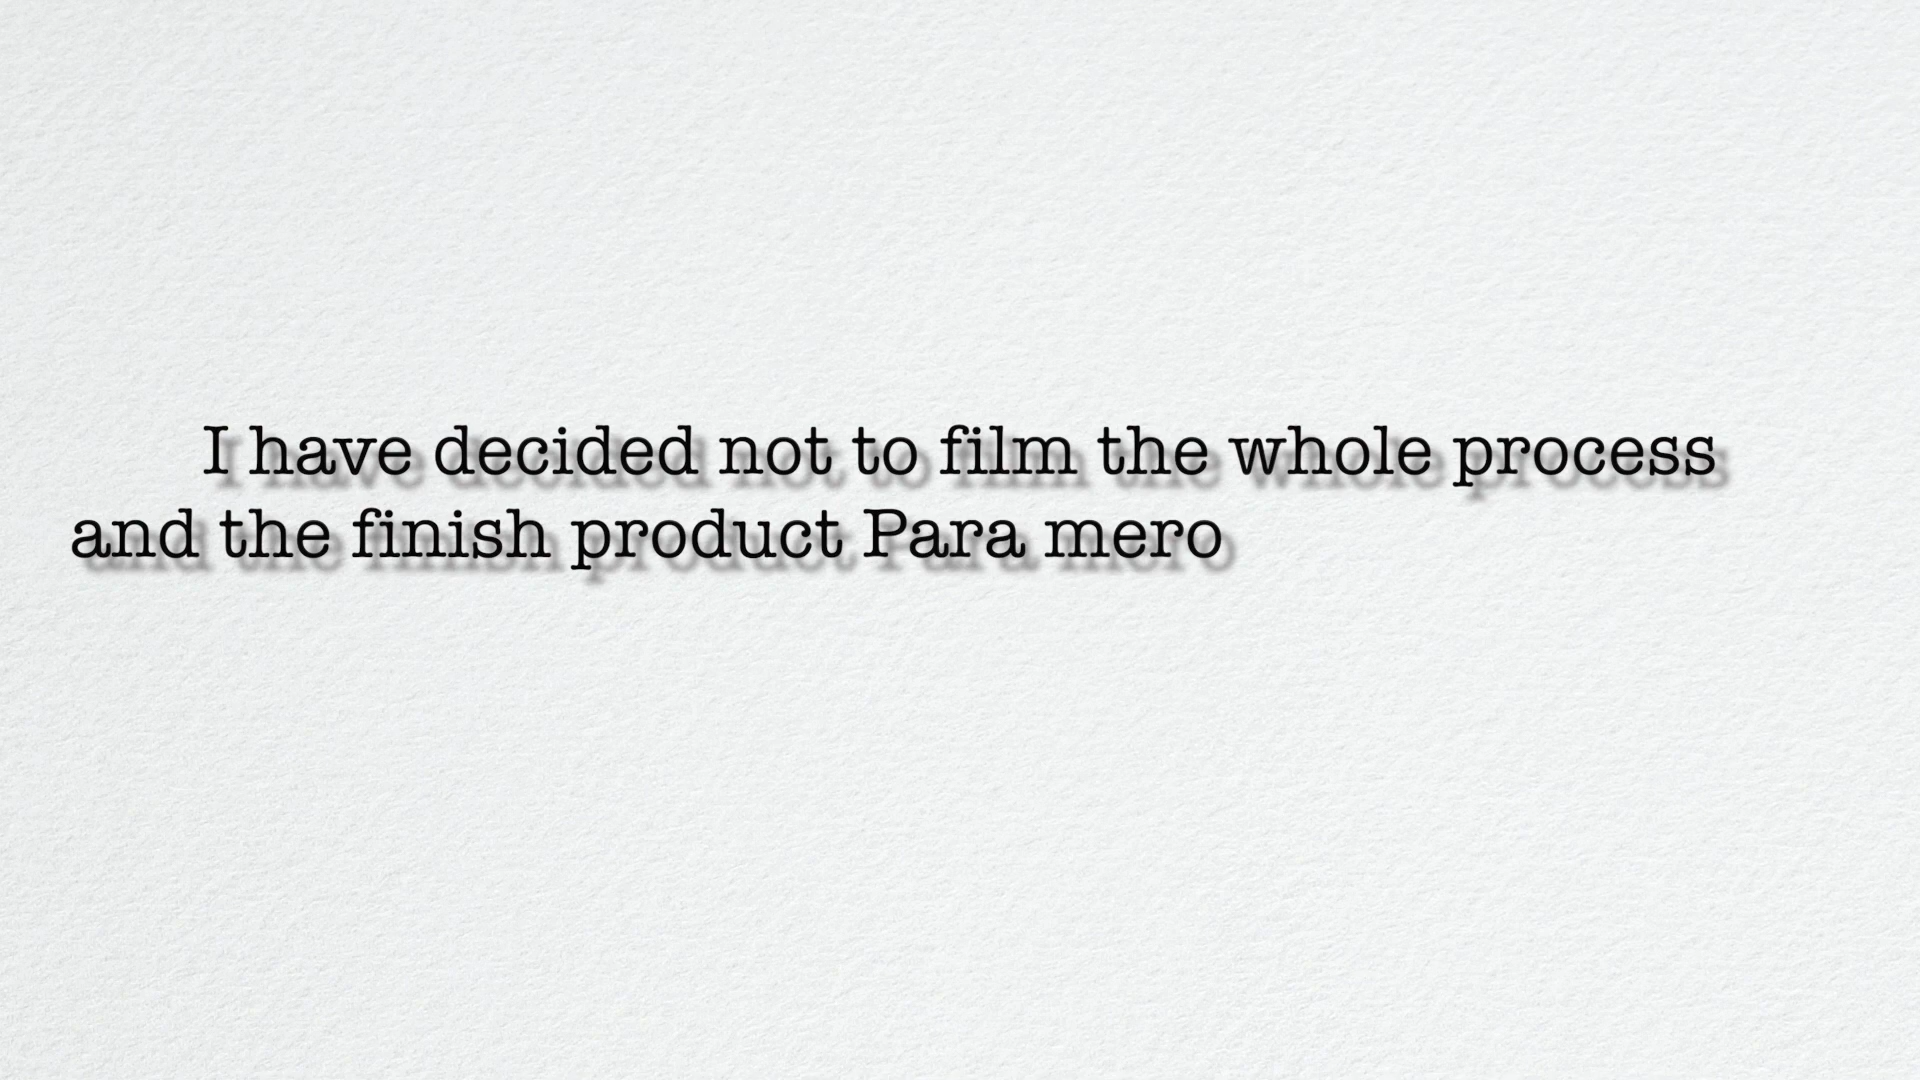 I have decided not to film the whole process
and the finish product Para mero